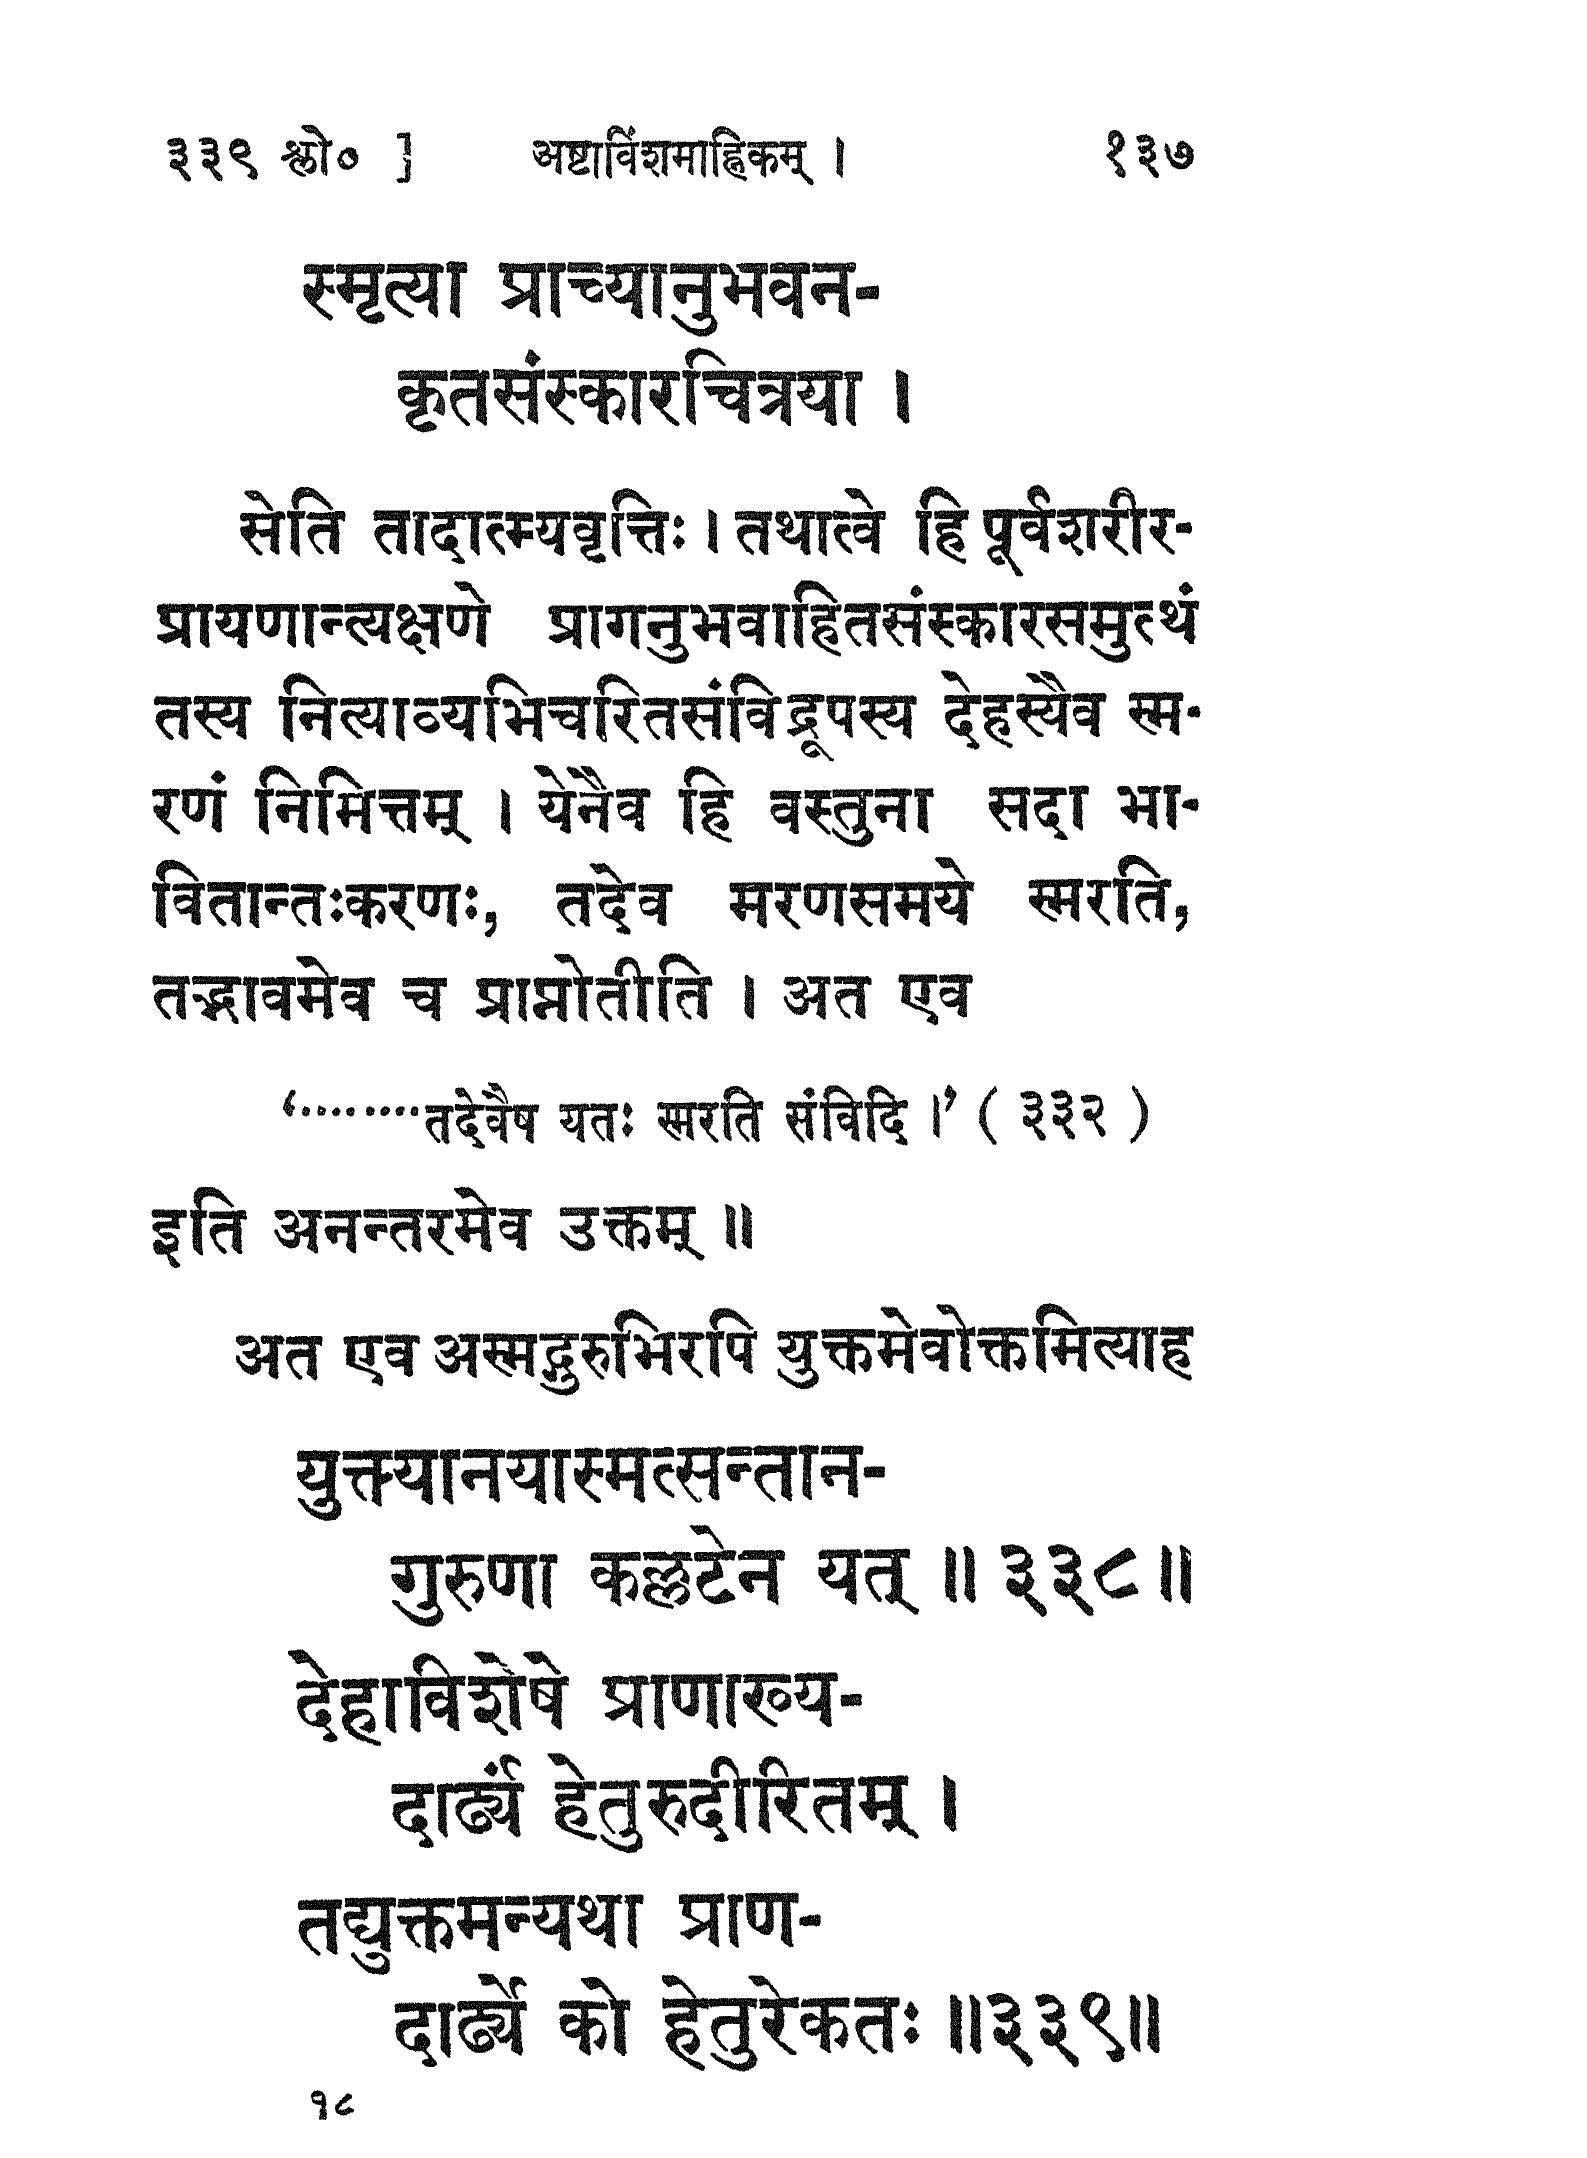 ३३९ श्लो० ] अष्टाविंशमाह्निकम् । १३७
स्मृत्या प्राच्यानुभवन-
कृतसंस्कारचित्रया ।
सेति तादात्म्यवृत्तिः । तथात्वे हि पूर्वशरीर-
प्रायणान्त्यक्षणे प्रागनुभवाहितसंस्कारसमुत्थं
तस्य नित्याव्यभिचरितसंविद्रूपस्य देहस्यैव स्म-
रणं निमित्तम् । येनैव हि वस्तुना सदा भा-
वितान्तःकरणः, तदेव मरणसमये स्मरति,
तद्भावमेव च प्राप्नोतीति । अत एव
‘········तदेवैष यतः स्मरति संविदि ।’ ( ३३२ )
इति अनन्तरमेव उक्तम् ॥
अत एव अस्मद्गुरुभिरपि युक्तमेवोक्तमित्याह
युक्त्यानयास्मत्सन्तान-
गुरुणा कल्लटेन यत् ॥ ३३८ ॥
देहाविशेषे प्राणाख्य-
दार्ढ्यं हेतुरुदीरितम् ।
तद्युक्तमन्यथा प्राण-
दार्ढ्ये को हेतुरेकतः ॥३३९॥
१८